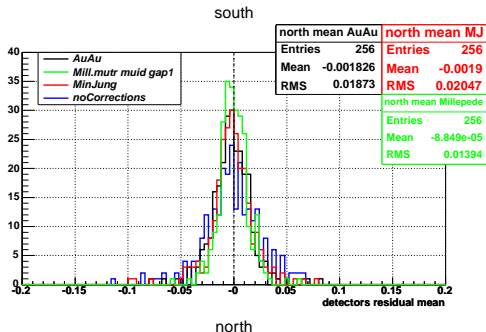 south
north mean AuAu
Entries 256
Mean -0.001826
RMS 0.01873
north mean MJ
Entries 256
Mean -0.0019
RMS 0.02047
north mean Millepede
Entries 256
Mean -8.849e-05
RMS 0.01394
AuAu
Mill.mutr muid gap1
MinJung
noCorrections
40
35
30
25
20
15
10
5
0
-0.2 -0.15 -0.1 -0.05 -0 0.05 0.1 0.15 0.2
detectors residual mean
north